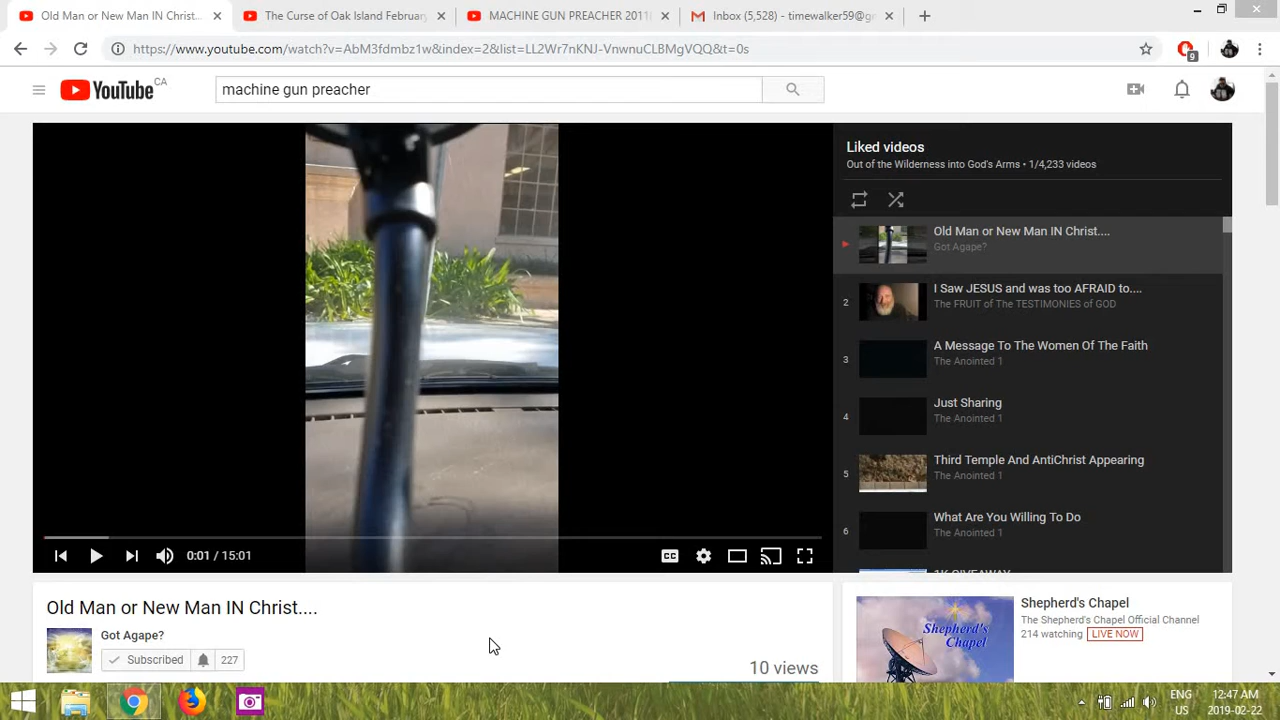 Old Man or New Man IN Christ...
The Curse of Oak Island February
MACHINE GUN PREACHER 2011
Inbox (5,528) - timewalker59@g
https://www.youtube.com/watch?v=AbM3fdmbz1w&index=2&list=LL2Wr7nKNJ-VnwnuCLBMgVQQ&t=0s
9
YouTube CA
machine gun preacher
Liked videos
Out of the Wilderness into God's Arms • 1/4,233 videos
Old Man or New Man IN Christ....
Got Agape?
2
I Saw JESUS and was too AFRAID to....
The FRUIT of The TESTIMONIES of GOD
3
A Message To The Women Of The Faith
The Anointed 1
4
Just Sharing
The Anointed 1
5
Third Temple And AntiChrist Appearing
The Anointed 1
6
What Are You Willing To Do
The Anointed 1
1K GIVEAWAY
0:01 / 15:01
CC
Old Man or New Man IN Christ....
Got Agape?
Subscribed
227
10 views
Shepherd's Chapel
Shepherd's Chapel
The Shepherd's Chapel Official Channel
214 watching
LIVE NOW
ENG
US
12:47 AM
2019-02-22